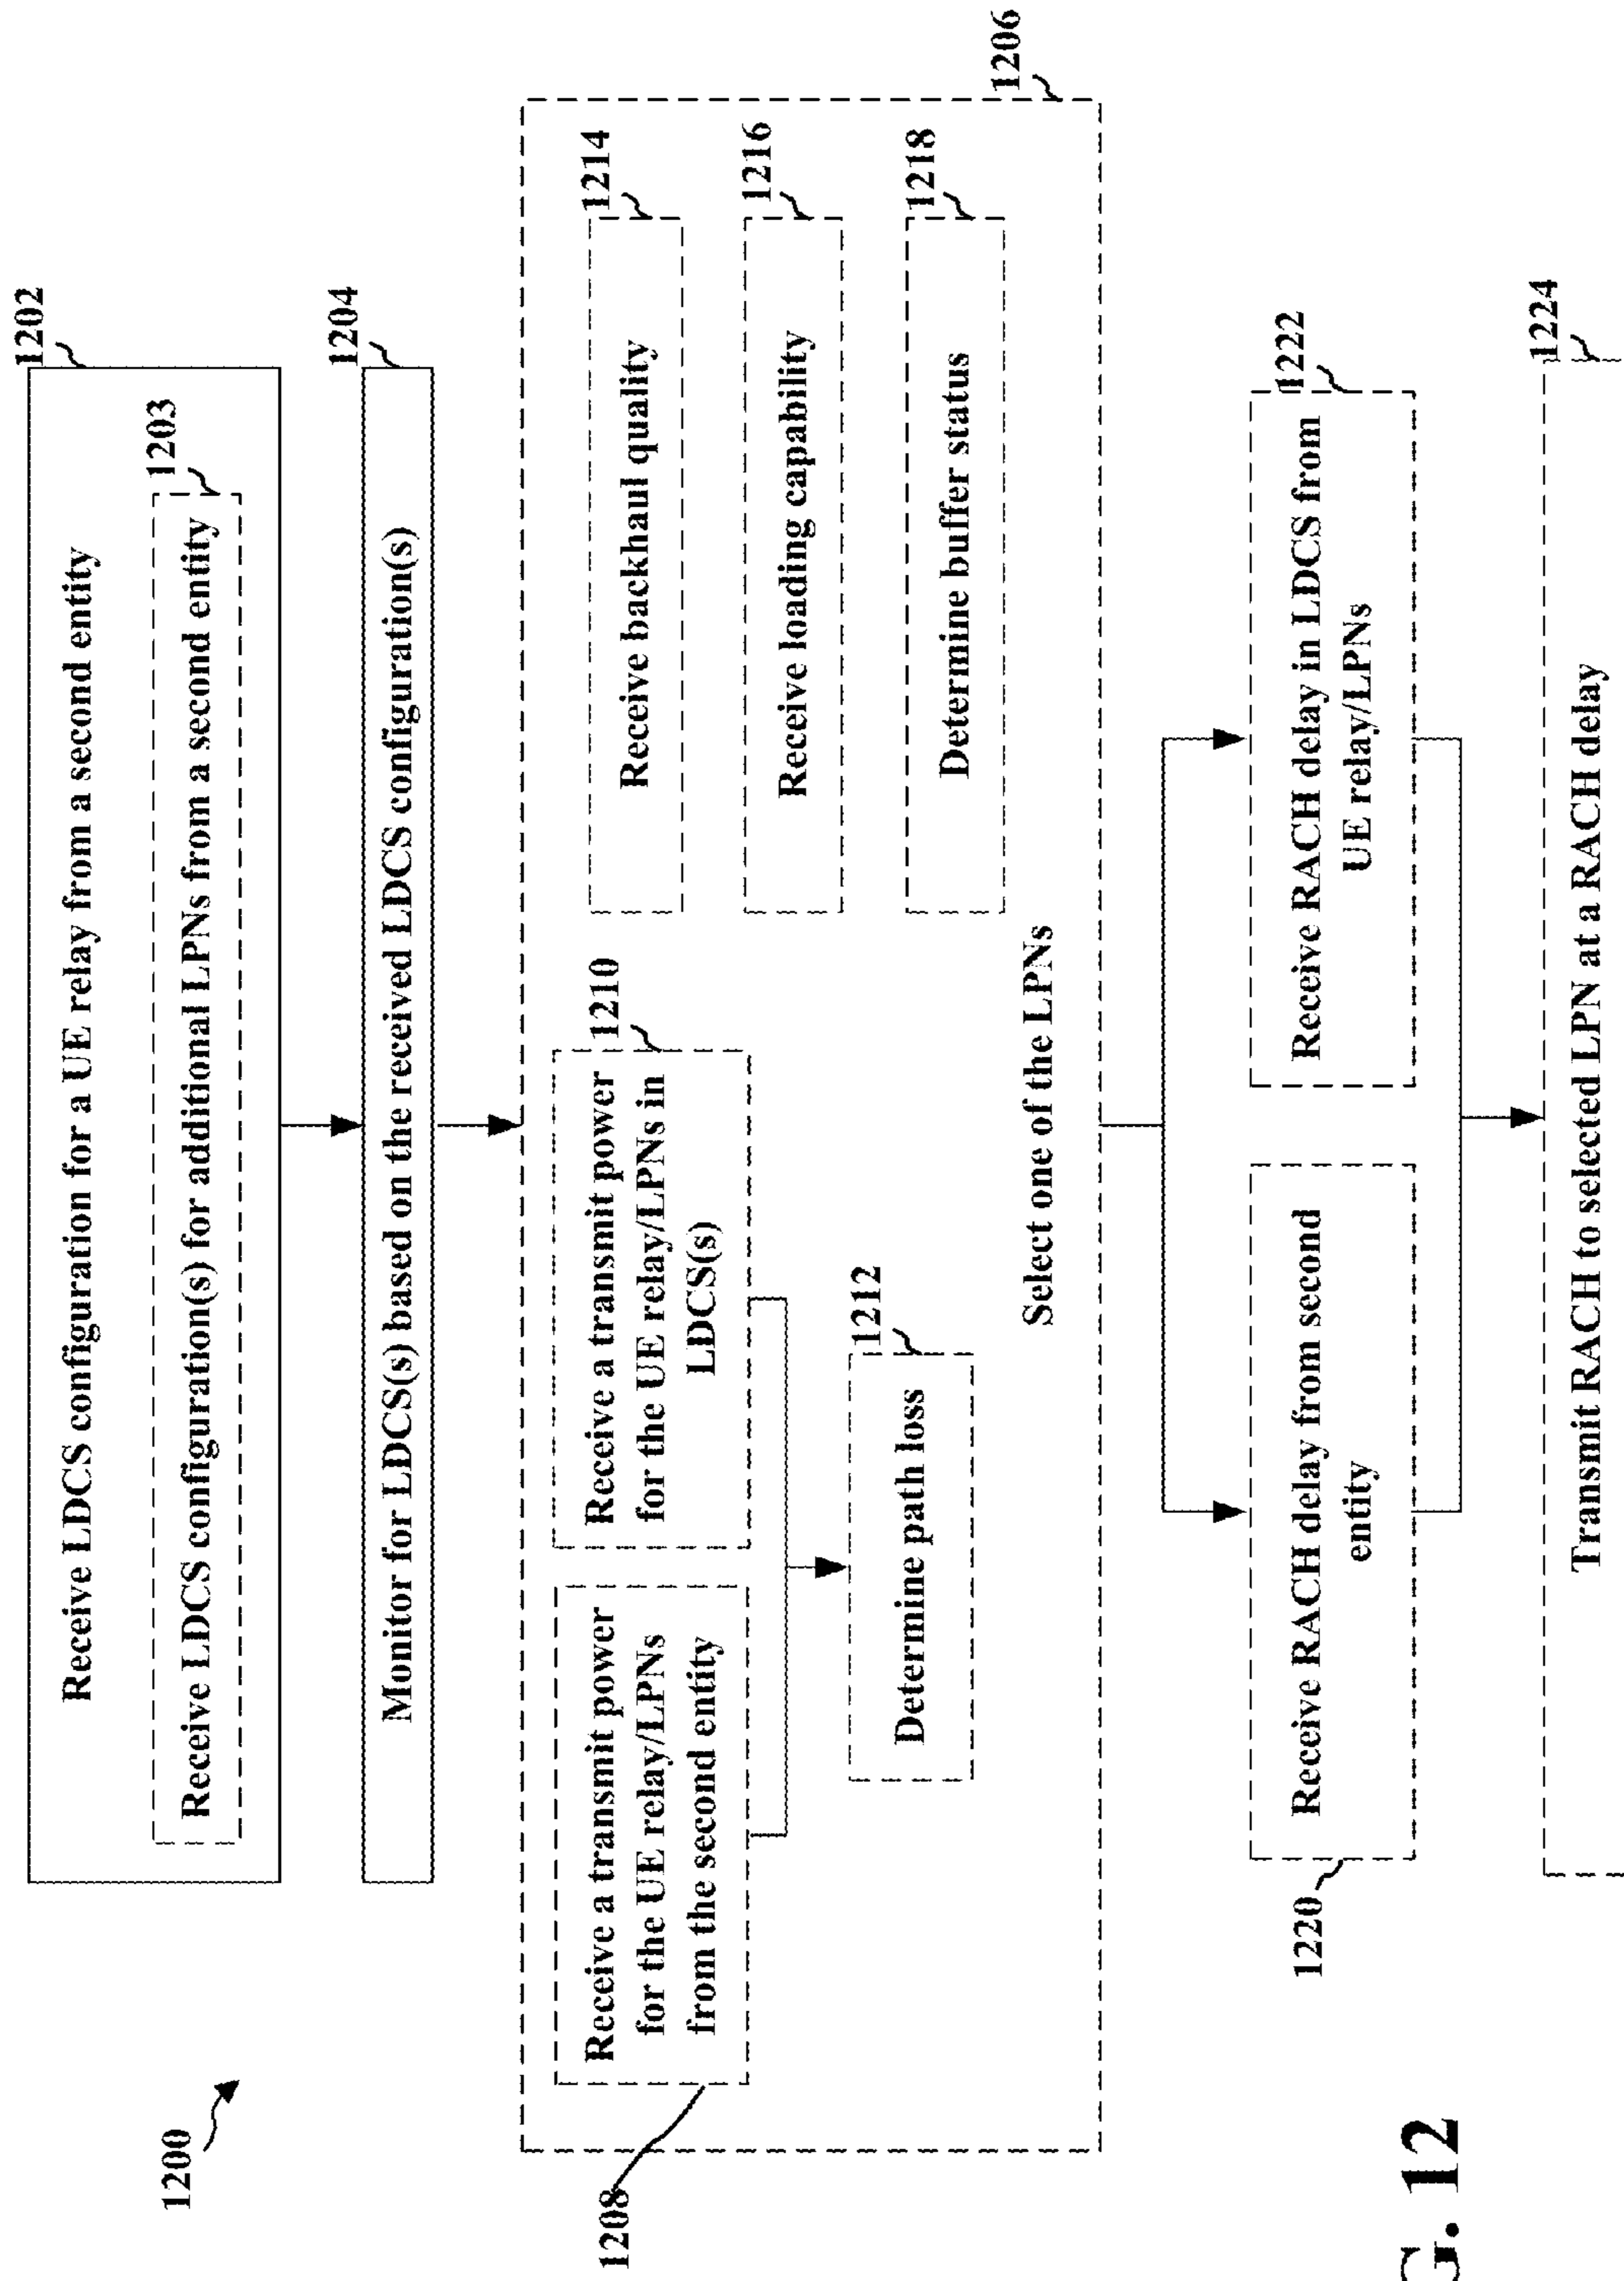 1200
1202
Receive LDCS configuration for a UE relay from a second entity
1203
Receive LDCS configuration(s) for additional LPNs from a second entity
1204
Monitor for LDCS(s) based on the received LDCS configuration(s)
1206
1208
Receive a transmit power
for the UE relay/LPNs
from the second entity
1210
Receive a transmit power
for the UE relay/LPNs in
LDCS(s)
1212
Determine path loss
1214
Receive backhaul quality
1216
Receive loading capability
1218
Determine buffer status
Select one of the LPNs
1220
Receive RACH delay from second
entity
1222
Receive RACH delay in LDCS from
UE relay/LPNs
1224
Transmit RACH to selected LPN at a RACH delay
G. 12